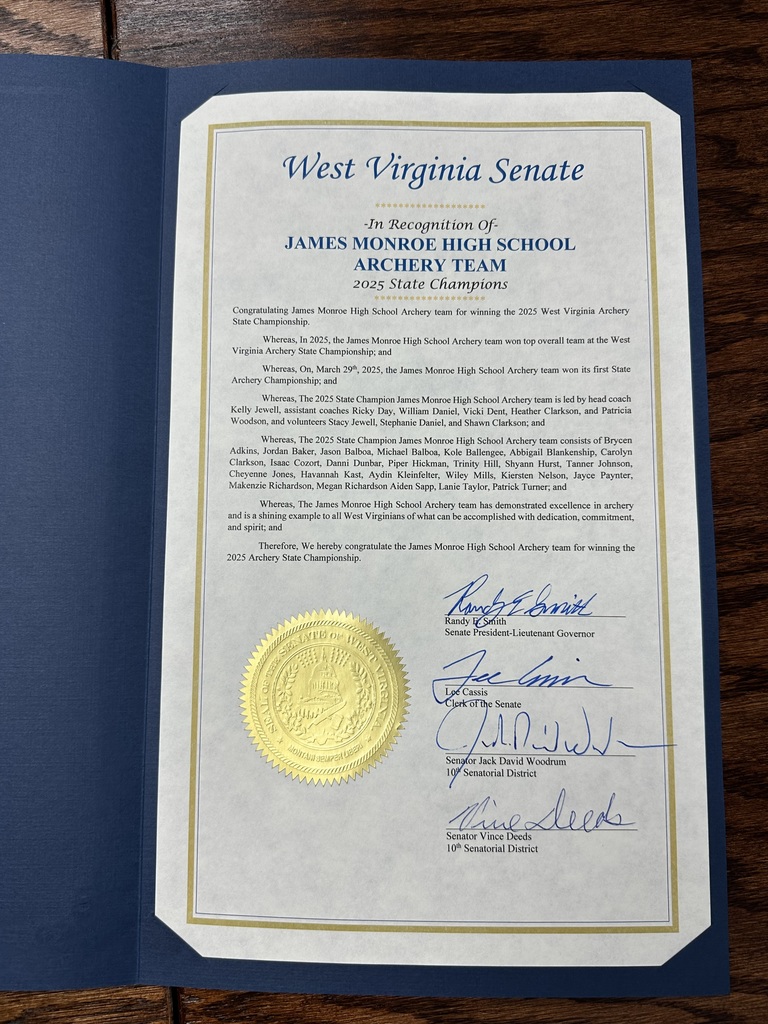 West Virginia Senate
-In Recognition Of-
JAMES MONROE HIGH SCHOOL
ARCHERY TEAM
2025 State Champions
Congratulating James Monroe High School Archery team for winning the 2025 West Virginia Archery
State Championship.
Whereas, In 2025, the James Monroe High School Archery team won top overall team at the West
Virginia Archery State Championship; and
Whereas, On, March 29th, 2025, the James Monroe High School Archery team won its first State
Archery Championship; and
Whereas, The 2025 State Champion James Monroe High School Archery team is led by head coach
Kelly Jewell, assistant coaches Ricky Day, William Daniel, Vicki Dent, Heather Clarkson, and Patricia
Woodson, and volunteers Stacy Jewell, Stephanie Daniel, and Shawn Clarkson; and
Whereas, The 2025 State Champion James Monroe High School Archery team consists of Brycen
Adkins, Jordan Baker, Jason Balboa, Michael Balboa, Kole Ballengee, Abbigail Blankenship, Carolyn
Clarkson, Isaac Cozort, Danni Dunbar, Piper Hickman, Trinity Hill, Shyann Hurst, Tanner Johnson,
Cheyenne Jones, Havannah Kast, Aydin Kleinfelter, Wiley Mills, Kiersten Nelson, Jayce Paynter,
Makenzie Richardson, Megan Richardson Aiden Sapp, Lanie Taylor, Patrick Turner; and
Whereas, The James Monroe High School Archery team has demonstrated excellence in archery
and is a shining example to all West Virginians of what can be accomplished with dedication, commitment,
and spirit; and
Therefore, We hereby congratulate the James Monroe High School Archery team for winning the
2025 Archery State Championship.
SEAL OF THE SENATE OF WEST VIRGINIA
MONTANI SEMPER LIBERI
Randy E Smith
Randy E. Smith
Senate President-Lieutenant Governor
Lee Cassis
Clerk of the Senate
Senator Jack David Woodrum
10th Senatorial District
Vince Deeds
Senator Vince Deeds
10th Senatorial District